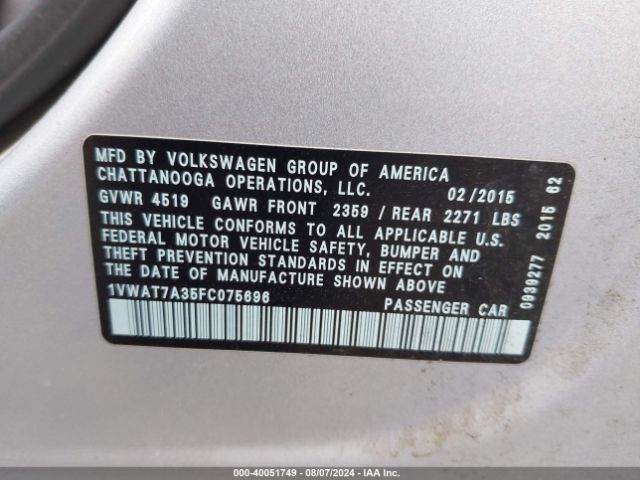 MFD BY VOLKSWAGEN GROUP OF AMERICA
CHATTANOOGA OPERATIONS, LLC. 02/2015
GVWR 4519 GAWR FRONT 2359 / REAR 2271 LBS
THIS VEHICLE CONFORMS TO ALL APPLICABLE U.S.
FEDERAL MOTOR VEHICLE SAFETY, BUMPER AND
THEFT PREVENTION STANDARDS IN EFFECT ON THE
DATE OF MANUFACTURE SHOWN ABOVE
1VWAT7A35FC075696 PASSENGER CAR
0939277 2015 62
000-40051749 - 08/07/2024 - IAA Holdings, LLC.